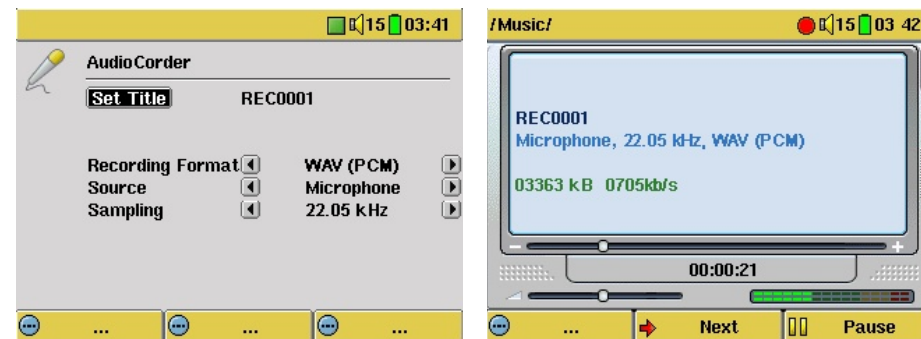 15 03:41
AudioCorder
Set Title REC0001
Recording Format WAV (PCM)
Source Microphone
Sampling 22.05 kHz
... ... ...
/Music/ 15 03 42
REC0001
Microphone, 22.05 kHz, WAV (PCM)
03363 kB 0705kb/s
- +
00:00:21
... Next Pause